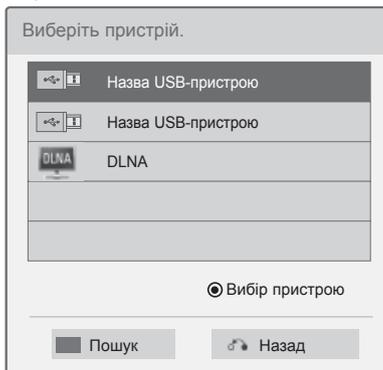 Виберіть пристрій.
Назва USB-пристрою
Назва USB-пристрою
DLNA DLNA
Вибір пристрою
Пошук Назад